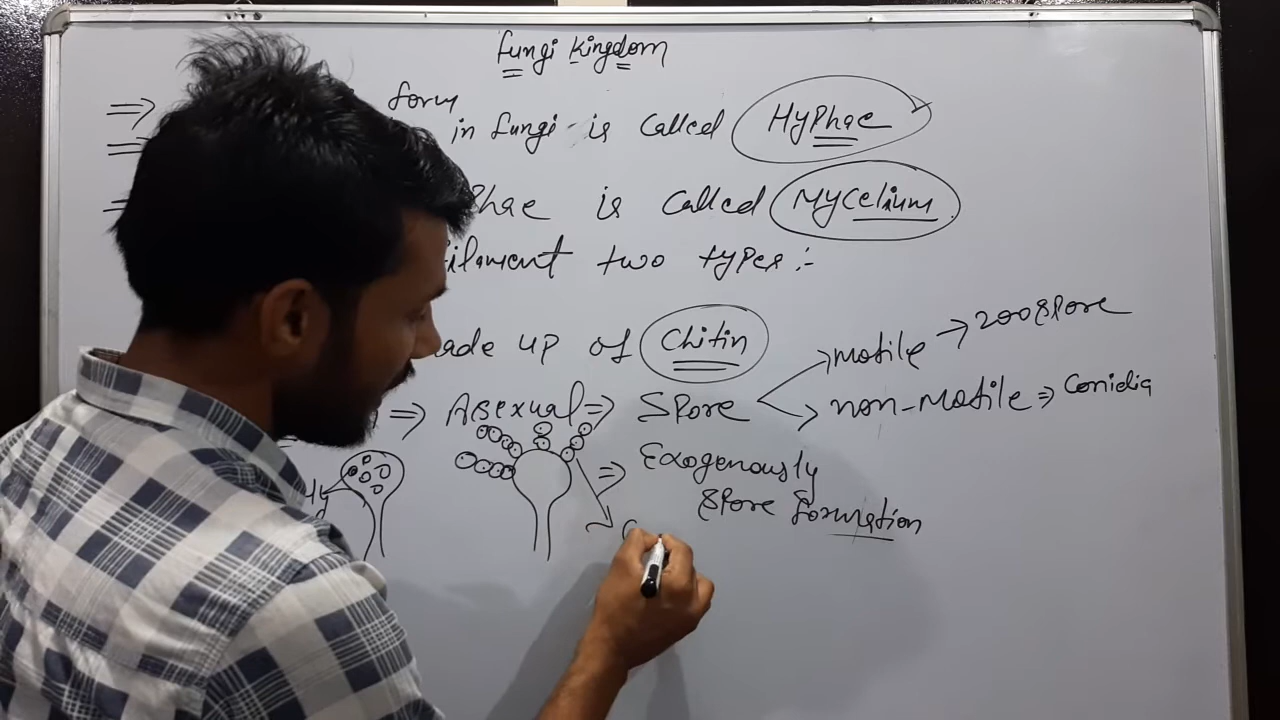 Fungi Kingdom
⇒ form
⇒ in fungi is called Hyphae
Phae is called Mycelium
ilament two types :-
ade up of Chitin
→ motile → zoospore
⇒ Asexual ⇒ Spore → non-motile ⇒ Conidia
⇒ Exogenously
Spore formation